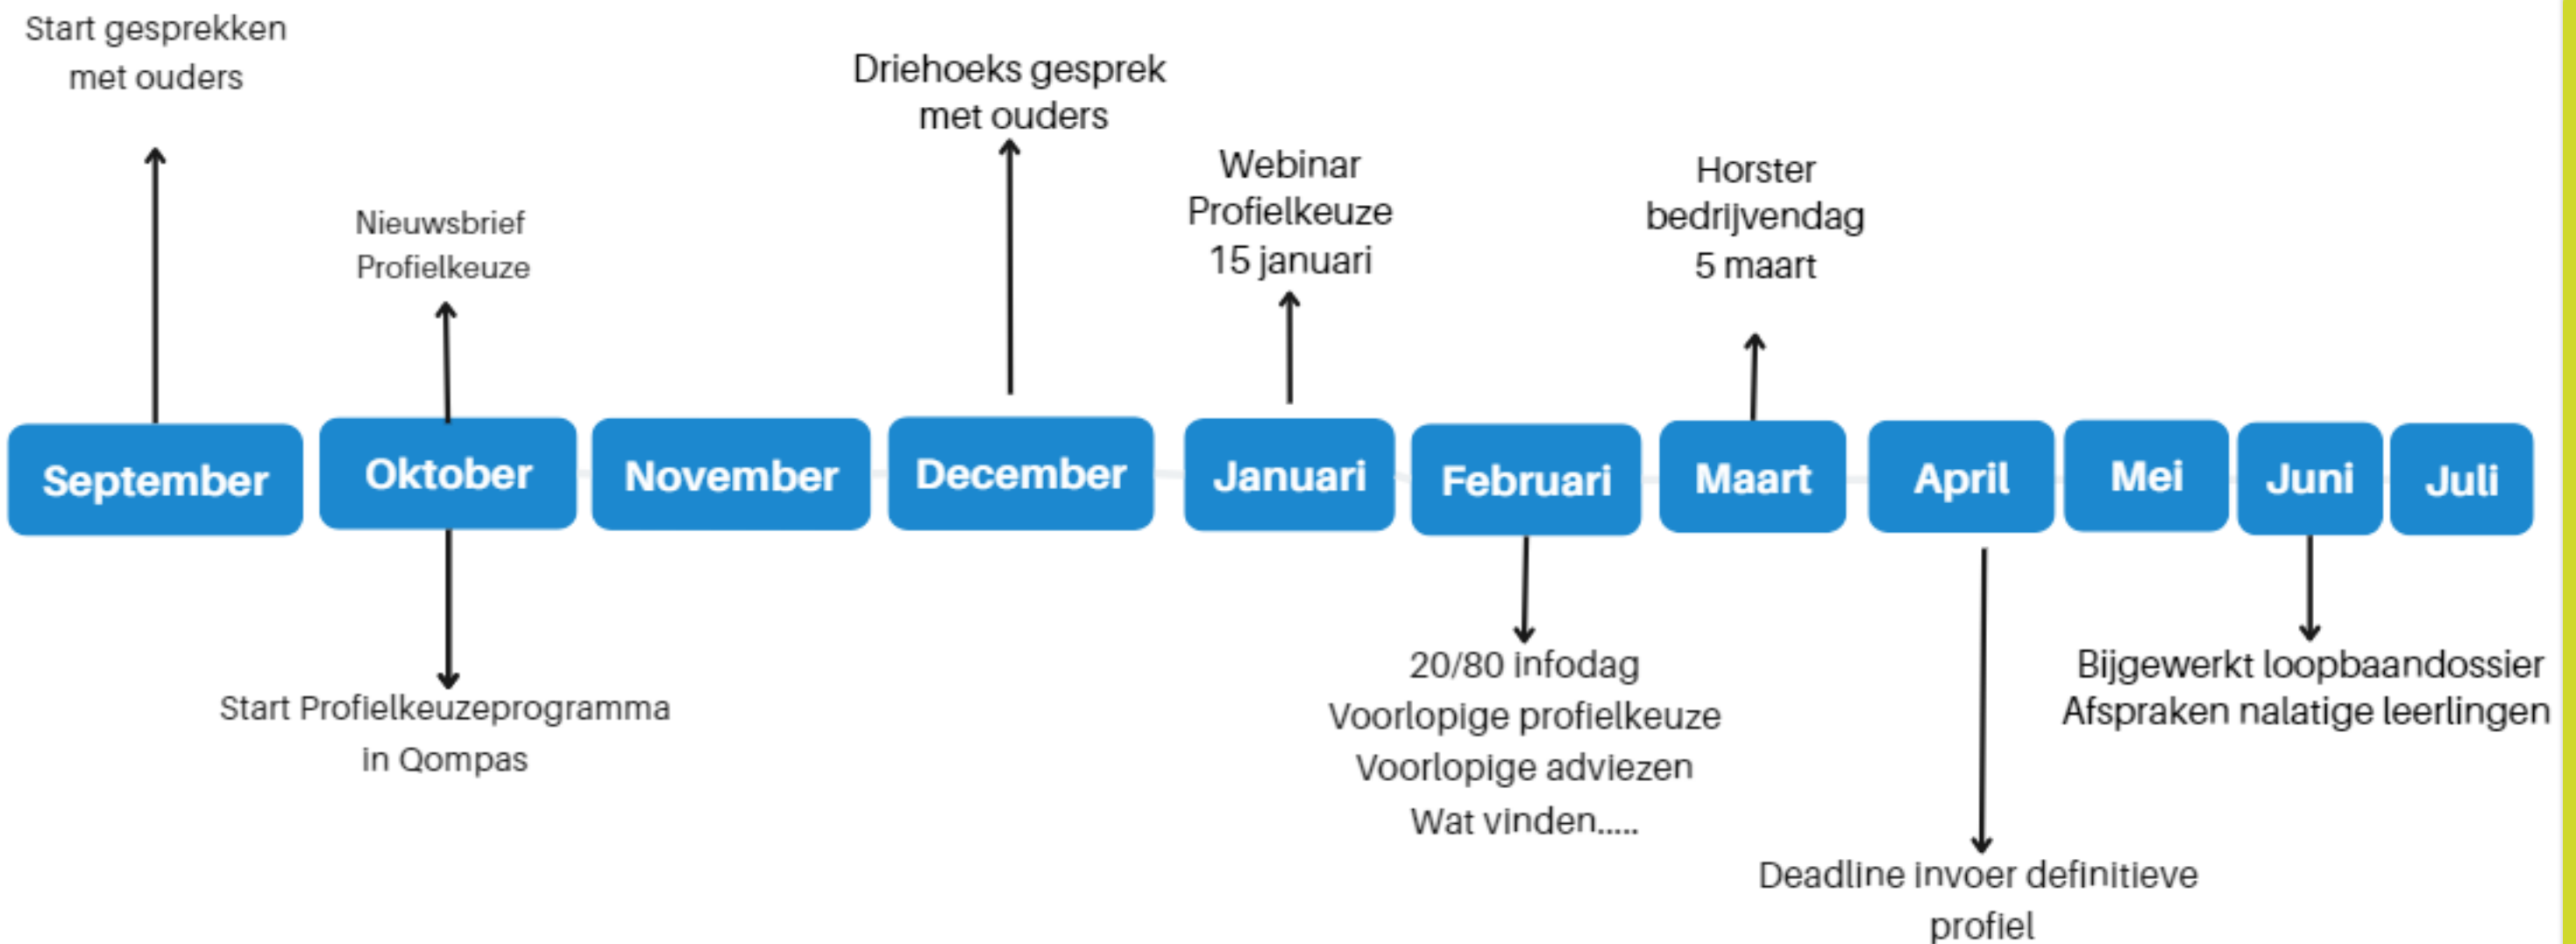 Start gesprekken
met ouders
Nieuwsbrief
Profielkeuze
Driehoeks gesprek
met ouders
Webinar
Profielkeuze
15 januari
Horster
bedrijvendag
5 maart
September
Oktober
November
December
Januari
Februari
Maart
April
Mei
Juni
Juli
Start Profielkeuzeprogramma
in Qompas
20/80 infodag
Voorlopige profielkeuze
Voorlopige adviezen
Wat vinden.....
Deadline invoer definitieve
profiel
Bijgewerkt loopbaandossier
Afspraken nalatige leerlingen